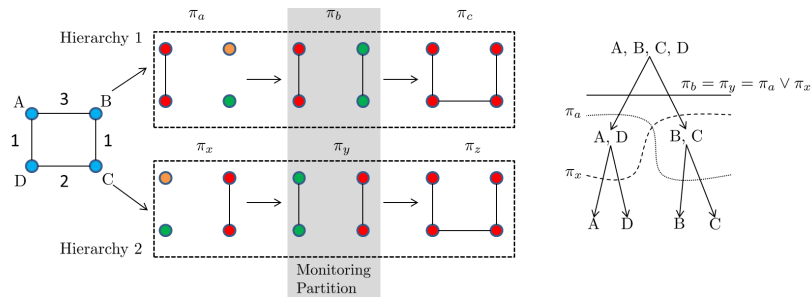 π_a π_b π_c
Hierarchy 1
A 3 B
1 1
D 2 C
π_x π_y π_z
Hierarchy 2
Monitoring
Partition
A, B, C, D
π_b = π_y = π_a ∨ π_x
π_a
A, D B, C
π_x
A D B C